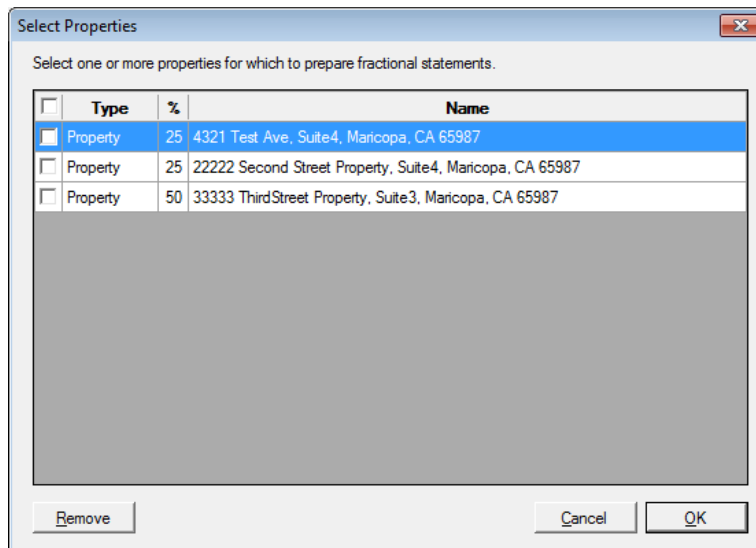 Select Properties
Select one or more properties for which to prepare fractional statements.
Type % Name
Property 25 4321 Test Ave, Suite4, Maricopa, CA 65987
Property 25 22222 Second Street Property, Suite4, Maricopa, CA 65987
Property 50 33333 ThirdStreet Property, Suite3, Maricopa, CA 65987
Remove Cancel OK